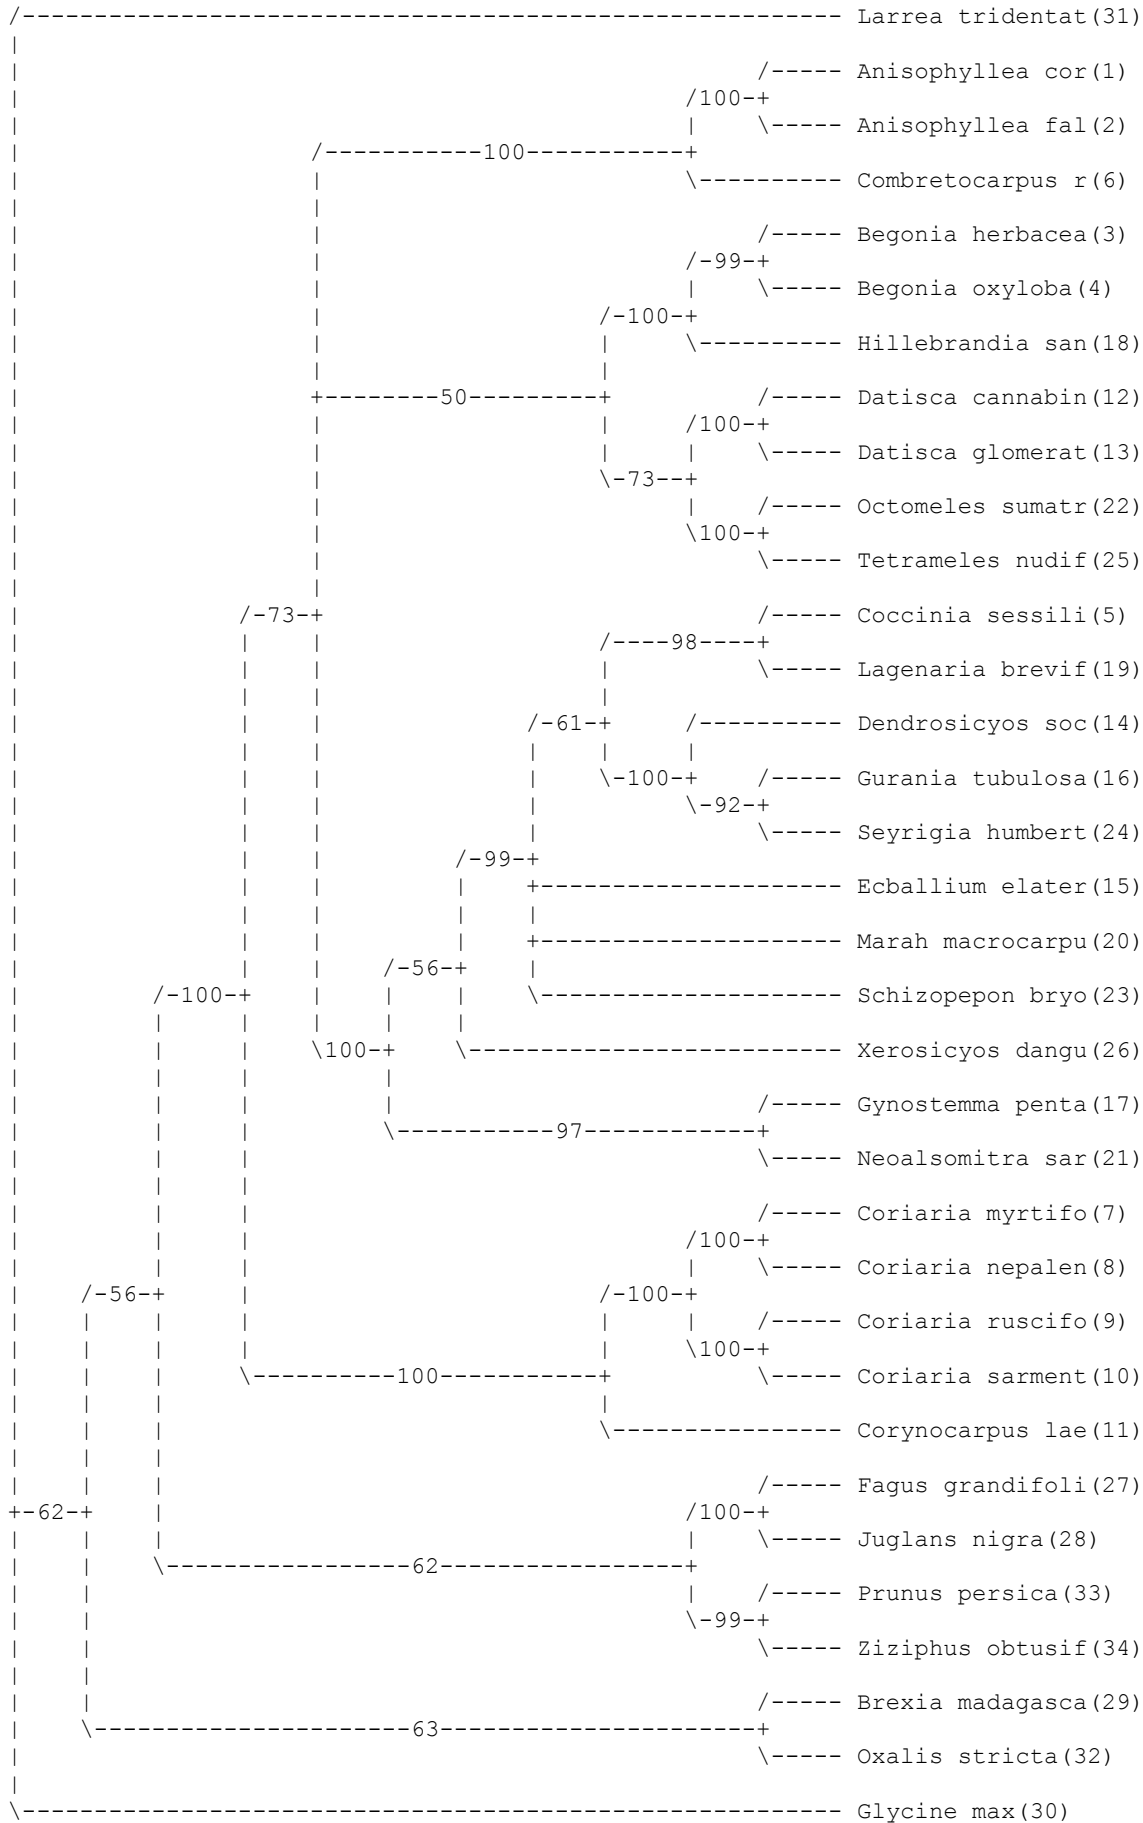 /--------------------------------------------------------- Larrea tridentat(31)
/----- Anisophyllea cor(1)
/100-+
\----- Anisophyllea fal(2)
/-----------100-----------+
\---------- Combretocarpus r(6)
/----- Begonia herbacea(3)
/-99-+
\----- Begonia oxyloba(4)
/-100-+
\---------- Hillebrandia san(18)
+--------50---------+ /----- Datisca cannabin(12)
/100-+
\----- Datisca glomerat(13)
\-73--+
/----- Octomeles sumatr(22)
\100-+
\----- Tetrameles nudif(25)
/-73-+ /----- Coccinia sessili(5)
/----98----+
\----- Lagenaria brevif(19)
/-61-+ /---------- Dendrosicyos soc(14)
\-100-+ /----- Gurania tubulosa(16)
\-92-+
\----- Seyrigia humbert(24)
/-99-+
+--------------------- Ecballium elater(15)
+--------------------- Marah macrocarpu(20)
/-56-+
/-100-+ \--------------------- Schizopepon bryo(23)
\100-+ \-------------------------- Xerosicyos dangu(26)
/----- Gynostemma penta(17)
\-----------97------------+
\----- Neoalsomitra sar(21)
/----- Coriaria myrtifo(7)
/100-+
\----- Coriaria nepalen(8)
/-56-+ /-100-+
/----- Coriaria ruscifo(9)
\100-+
\----------100-----------+ \----- Coriaria sarment(10)
\---------------- Corynocarpus lae(11)
/----- Fagus grandifoli(27)
+-62-+ /100-+
\----- Juglans nigra(28)
\-----------------62-----------------+
/----- Prunus persica(33)
\-99-+
\----- Ziziphus obtusif(34)
/----- Brexia madagasca(29)
\----------------------63----------------------+
\----- Oxalis stricta(32)
\--------------------------------------------------------- Glycine max(30)